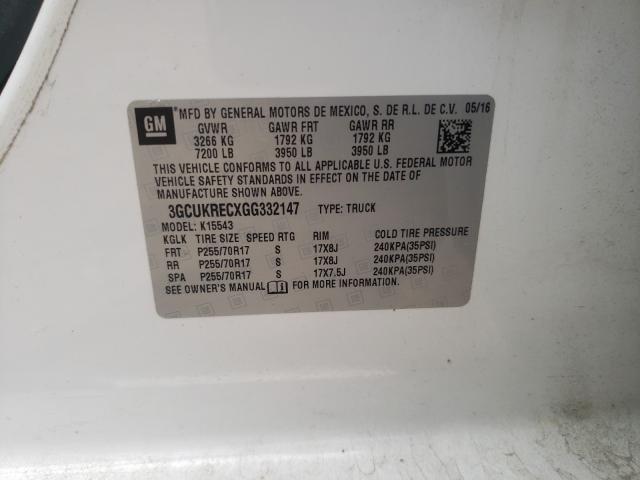 GM
MFD BY GENERAL MOTORS DE MEXICO, S. DE R.L. DE C.V. 05/16
GVWR GAWR FRT GAWR RR
3266 KG 1792 KG 1792 KG
7200 LB 3950 LB 3950 LB
THIS VEHICLE CONFORMS TO ALL APPLICABLE U.S. FEDERAL MOTOR
VEHICLE SAFETY STANDARDS IN EFFECT ON THE DATE OF
MANUFACTURE SHOWN ABOVE.
3GCUKRECXGG332147 TYPE: TRUCK
MODEL: K15543
KGLK TIRE SIZE SPEED RTG RIM COLD TIRE PRESSURE
FRT P255/70R17 S 17X8J 240KPA(35PSI)
RR P255/70R17 S 17X8J 240KPA(35PSI)
SPA P255/70R17 S 17X7.5J 240KPA(35PSI)
SEE OWNER'S MANUAL